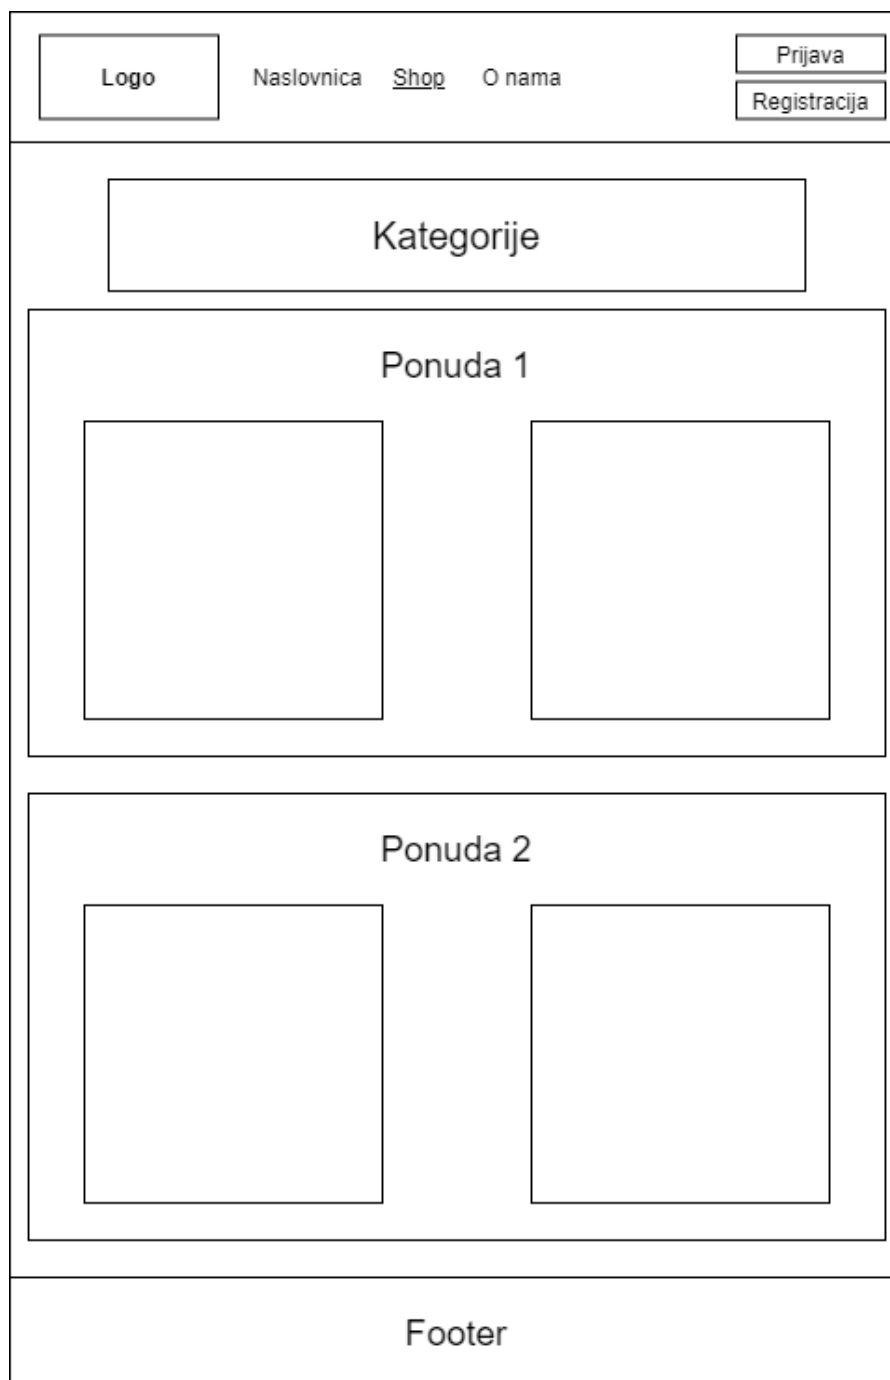 Logo
Naslovnica Shop O nama
Prijava
Registracija
Kategorije
Ponuda 1
Ponuda 2
Footer